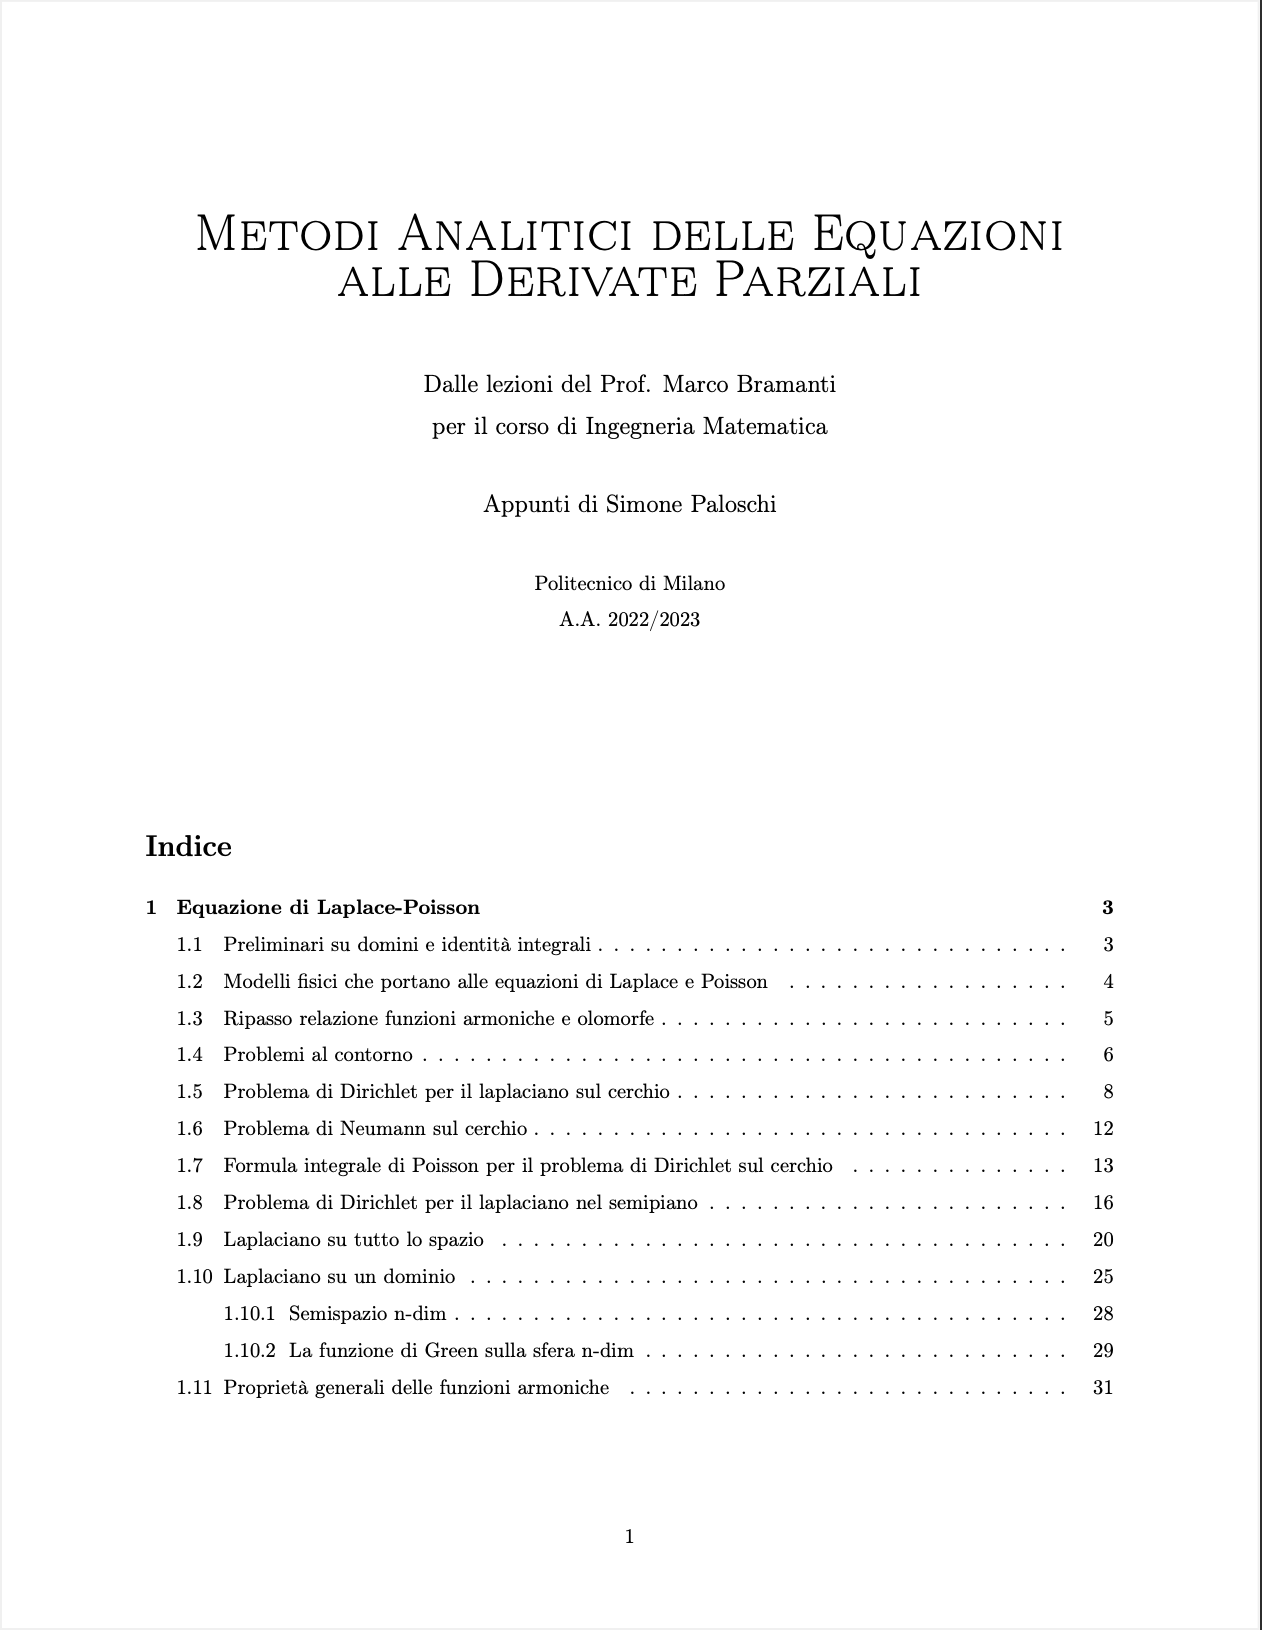 Metodi Analitici delle Equazioni
alle Derivate Parziali
Dalle lezioni del Prof. Marco Bramanti
per il corso di Ingegneria Matematica
Appunti di Simone Paloschi
Politecnico di Milano
A.A. 2022/2023
Indice
1 Equazione di Laplace-Poisson 3
1.1 Preliminari su domini e identità integrali . . . . . . . . . . . . . . . . . . . . . . . . . . . . . . 3
1.2 Modelli fisici che portano alle equazioni di Laplace e Poisson . . . . . . . . . . . . . . . . . . 4
1.3 Ripasso relazione funzioni armoniche e olomorfe . . . . . . . . . . . . . . . . . . . . . . . . . . 5
1.4 Problemi al contorno . . . . . . . . . . . . . . . . . . . . . . . . . . . . . . . . . . . . . . . . . 6
1.5 Problema di Dirichlet per il laplaciano sul cerchio . . . . . . . . . . . . . . . . . . . . . . . . . 8
1.6 Problema di Neumann sul cerchio . . . . . . . . . . . . . . . . . . . . . . . . . . . . . . . . . . 12
1.7 Formula integrale di Poisson per il problema di Dirichlet sul cerchio . . . . . . . . . . . . . . 13
1.8 Problema di Dirichlet per il laplaciano nel semipiano . . . . . . . . . . . . . . . . . . . . . . . 16
1.9 Laplaciano su tutto lo spazio . . . . . . . . . . . . . . . . . . . . . . . . . . . . . . . . . . . . 20
1.10 Laplaciano su un dominio . . . . . . . . . . . . . . . . . . . . . . . . . . . . . . . . . . . . . . 25
1.10.1 Semispazio n-dim . . . . . . . . . . . . . . . . . . . . . . . . . . . . . . . . . . . . . . . 28
1.10.2 La funzione di Green sulla sfera n-dim . . . . . . . . . . . . . . . . . . . . . . . . . . . 29
1.11 Proprietà generali delle funzioni armoniche . . . . . . . . . . . . . . . . . . . . . . . . . . . . 31
1